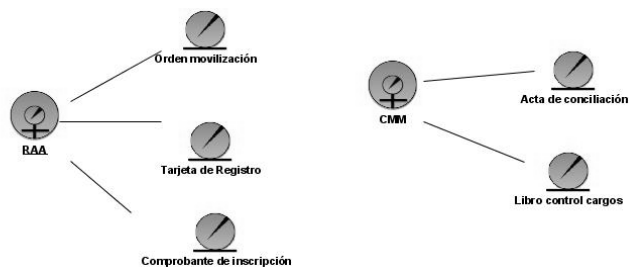 Orden movilización
RAA
Tarjeta de Registro
Comprobante de inscripción
CMM
Acta de conciliación
Libro control cargos